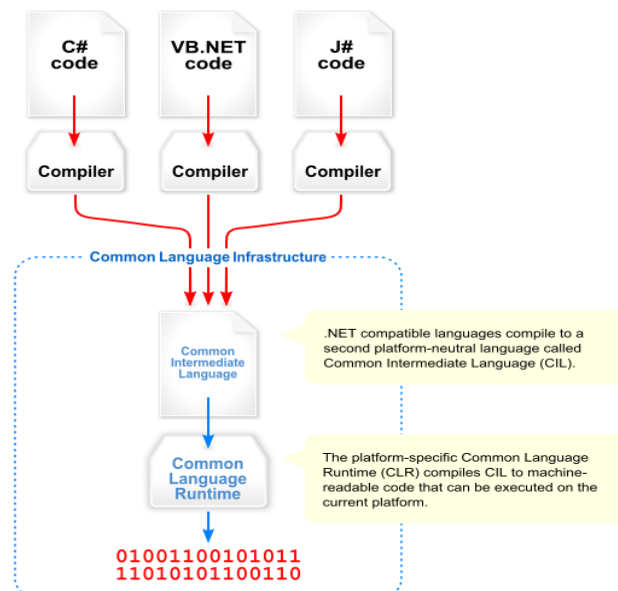 C#
code
VB.NET
code
J#
code
Compiler
Compiler
Compiler
Common Language Infrastructure
Common
Intermediate
Language
.NET compatible languages compile to a
second platform-neutral language called
Common Intermediate Language (CIL).
Common
Language
Runtime
The platform-specific Common Language
Runtime (CLR) compiles CIL to machine-
readable code that can be executed on the
current platform.
01001100101011
11010101100110